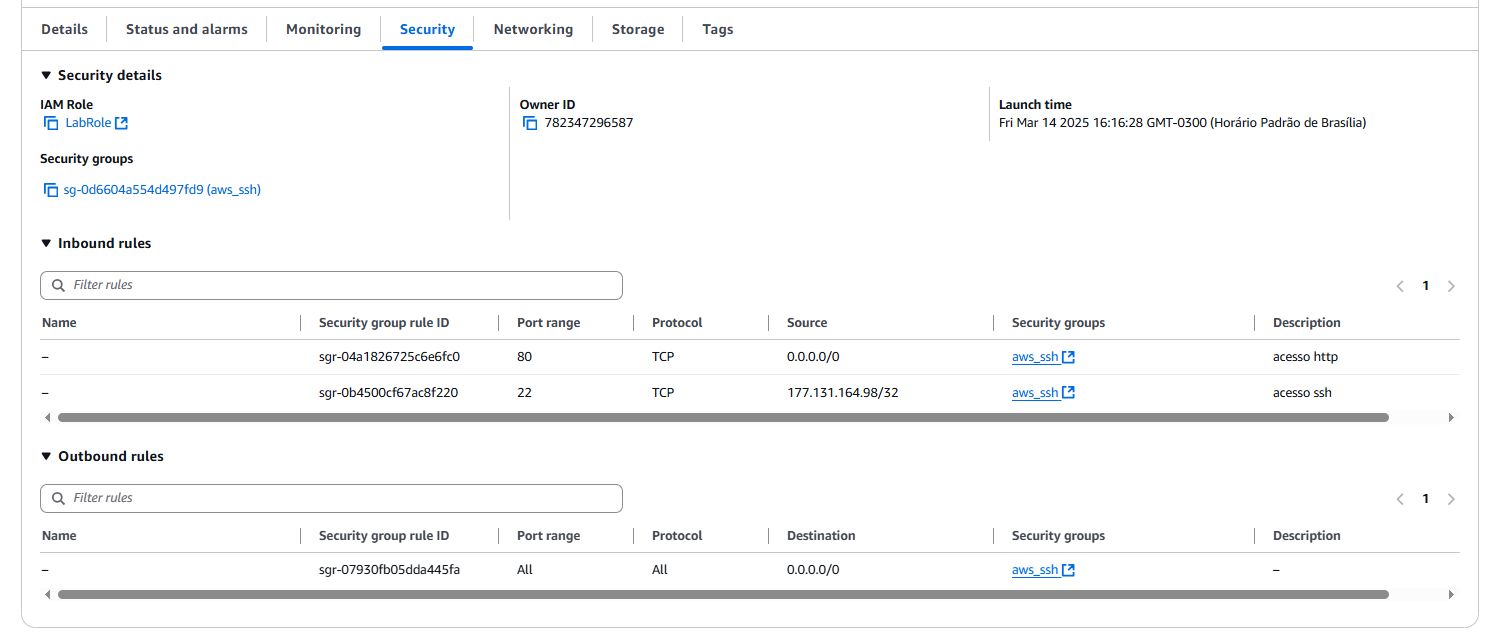 Details Status and alarms Monitoring Security Networking Storage Tags
Security details
IAM Role Owner ID Launch time
LabRole 782347296587 Fri Mar 14 2025 16:16:28 GMT-0300 (Horário Padrão de Brasília)
Security groups
sg-0d6604a554d497fd9 (aws_ssh)
Inbound rules
Filter rules
1
Name Security group rule ID Port range Protocol Source Security groups Description
– sgr-04a1826725c6e6fc0 80 TCP 0.0.0.0/0 aws_ssh acesso http
– sgr-0b4500cf67ac8f220 22 TCP 177.131.164.98/32 aws_ssh acesso ssh
Outbound rules
Filter rules
1
Name Security group rule ID Port range Protocol Destination Security groups Description
– sgr-07930fb05dda445fa All All 0.0.0.0/0 aws_ssh –